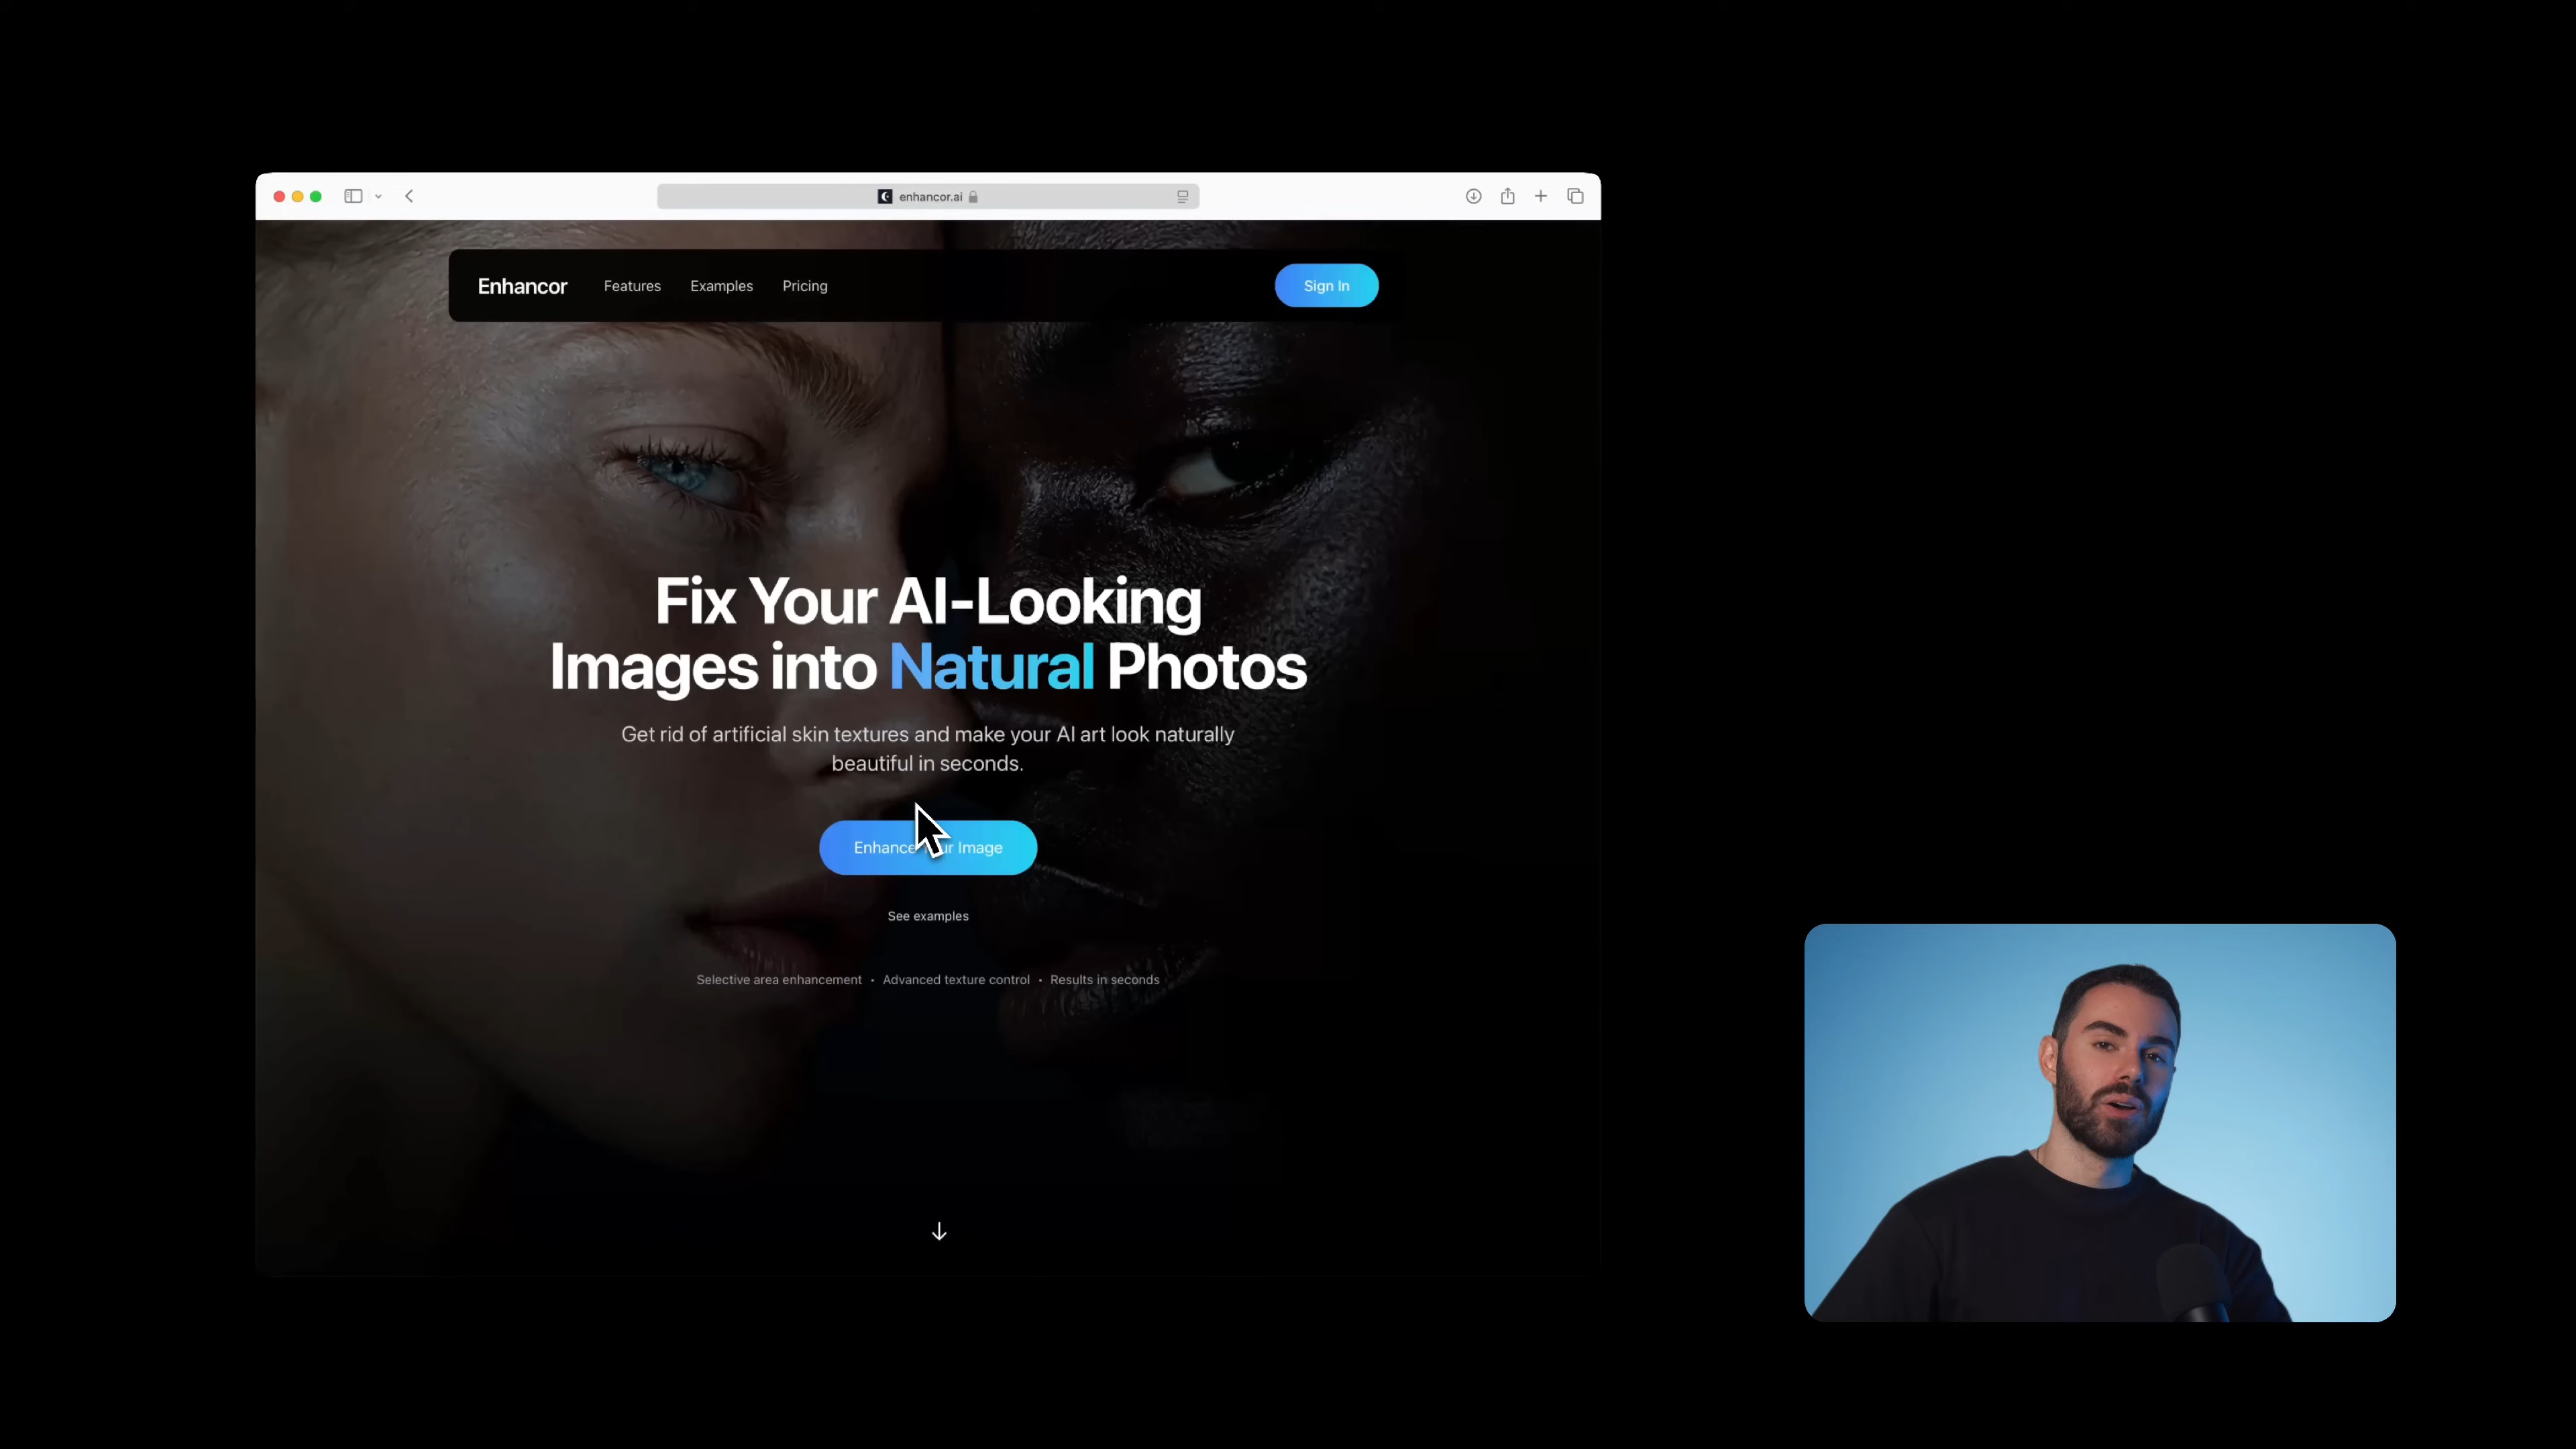 enhancor.ai
Enhancor
Features
Examples
Pricing
Sign In
Fix Your AI-Looking
Images into Natural Photos
Get rid of artificial skin textures and make your AI art look naturally
beautiful in seconds.
Enhance Your Image
See examples
Selective area enhancement • Advanced texture control • Results in seconds